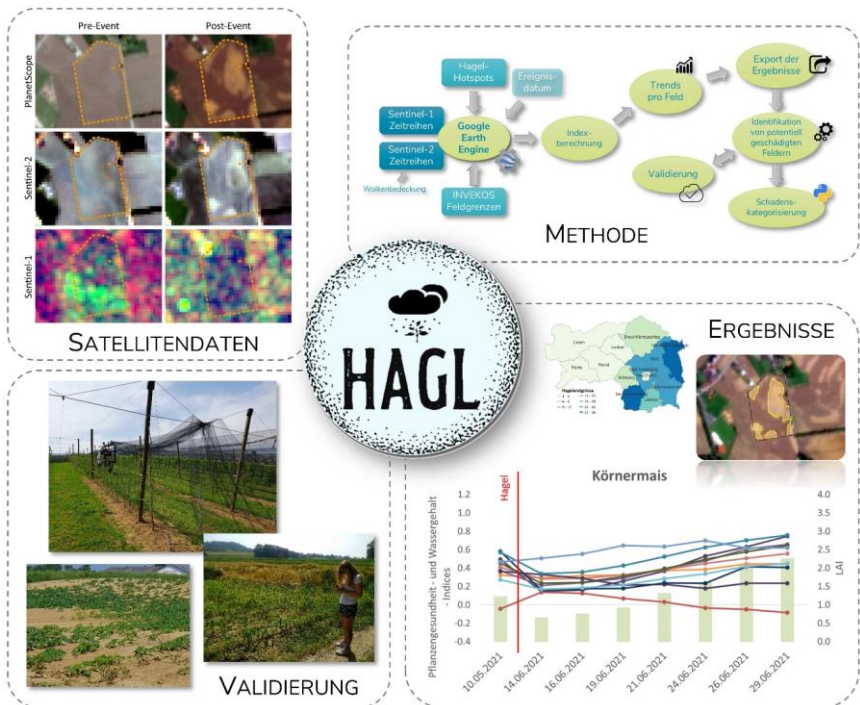 Pre-Event
Post-Event
PlanetScope
Sentinel-2
Sentinel-1
SATELLITENDATEN
Hagel-
Hotspots
Ereignis-
datum
Sentinel-1
Zeitreihen
Sentinel-2
Zeitreihen
Wolkenbedeckung
Google
Earth
Engine
INVEKOS
Feldgrenzen
Index-
berechnung
Trends
pro Feld
Export der
Ergebnisse
Identifikation
von potentiell
geschädigten
Feldern
Validierung
Schadens-
kategorisierung
METHODE
HAGL
ERGEBNISSE
Liezen
Leoben
Murau
Murtal
Hagelereignisse
Körnermais
Hagel
Pflanzengesundheit - und Wassergehalt
- Indices
1.2
1.0
0.8
0.6
0.4
0.2
0.0
-0.2
-0.4
4.0
3.5
3.0
2.5
2.0
1.5
1.0
0.5
0.0
LAI
10.05.2021
14.06.2021
16.06.2021
19.06.2021
21.06.2021
24.06.2021
26.06.2021
29.06.2021
VALIDIERUNG